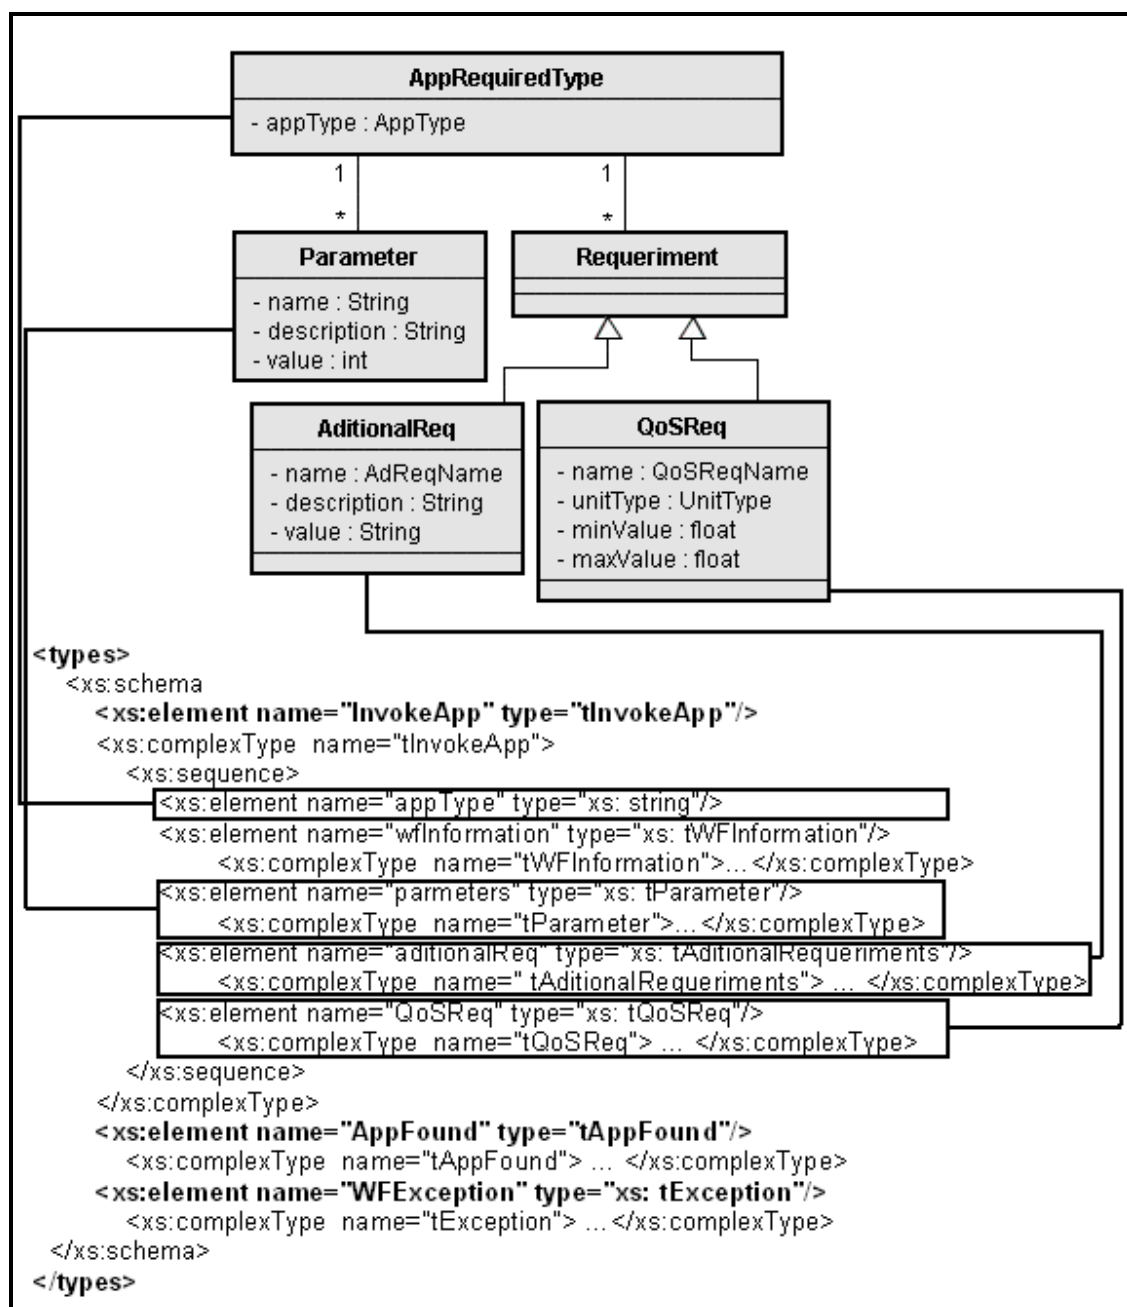 AppRequiredType
- appType : AppType
1
1
*
*
Parameter
- name : String
- description : String
- value : int
Requeriment
AditionalReq
- name : AdReqName
- description : String
- value : String
QoSReq
- name : QoSReqName
- unitType : UnitType
- minValue : float
- maxValue : float
<types>
<xs:schema
<xs:element name="InvokeApp" type="tInvokeApp"/>
<xs:complexType name="tInvokeApp">
<xs:sequence>
<xs:element name="appType" type="xs: string"/>
<xs:element name="wfInformation" type="xs: tWFInformation"/>
<xs:complexType name="tWFInformation">... </xs:complexType>
<xs:element name="parmeters" type="xs: tParameter"/>
<xs:complexType name="tParameter">... </xs:complexType>
<xs:element name="aditionalReq" type="xs: tAditionalRequeriments"/>
<xs:complexType name=" tAditionalRequeriments"> ... </xs:complexType>
<xs:element name="QoSReq" type="xs: tQoSReq"/>
<xs:complexType name="tQoSReq"> ... </xs:complexType>
</xs:sequence>
</xs:complexType>
<xs:element name="AppFound" type="tAppFound"/>
<xs:complexType name="tAppFound"> ... </xs:complexType>
<xs:element name="WFException" type="xs: tException"/>
<xs:complexType name="tException"> ... </xs:complexType>
</xs:schema>
</types>